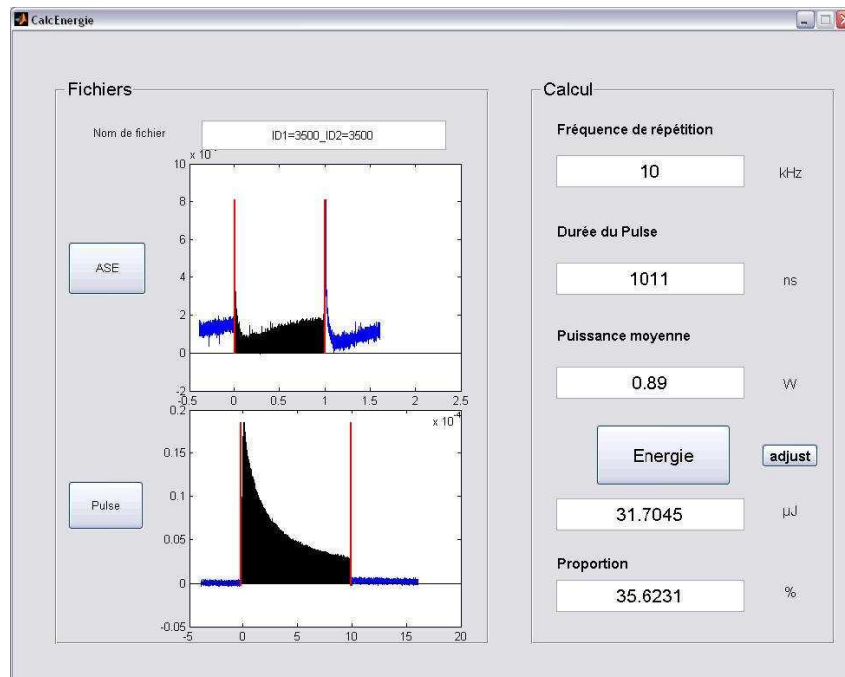 CalcEnergie
Fichiers
Nom de fichier
ID1=3500_ID2=3500
x 10
10
8
6
4
2
0
-2
-0.5 0 0.5 1 1.5 2 2.5
ASE
x 10-4
0.2
0.15
0.1
0.05
0
-0.05
-5 0 5 10 15 20
Pulse
Calcul
Fréquence de répétition
10 kHz
Durée du Pulse
1011 ns
Puissance moyenne
0.89 W
Energie
adjust
31.7045 µJ
Proportion
35.6231 %